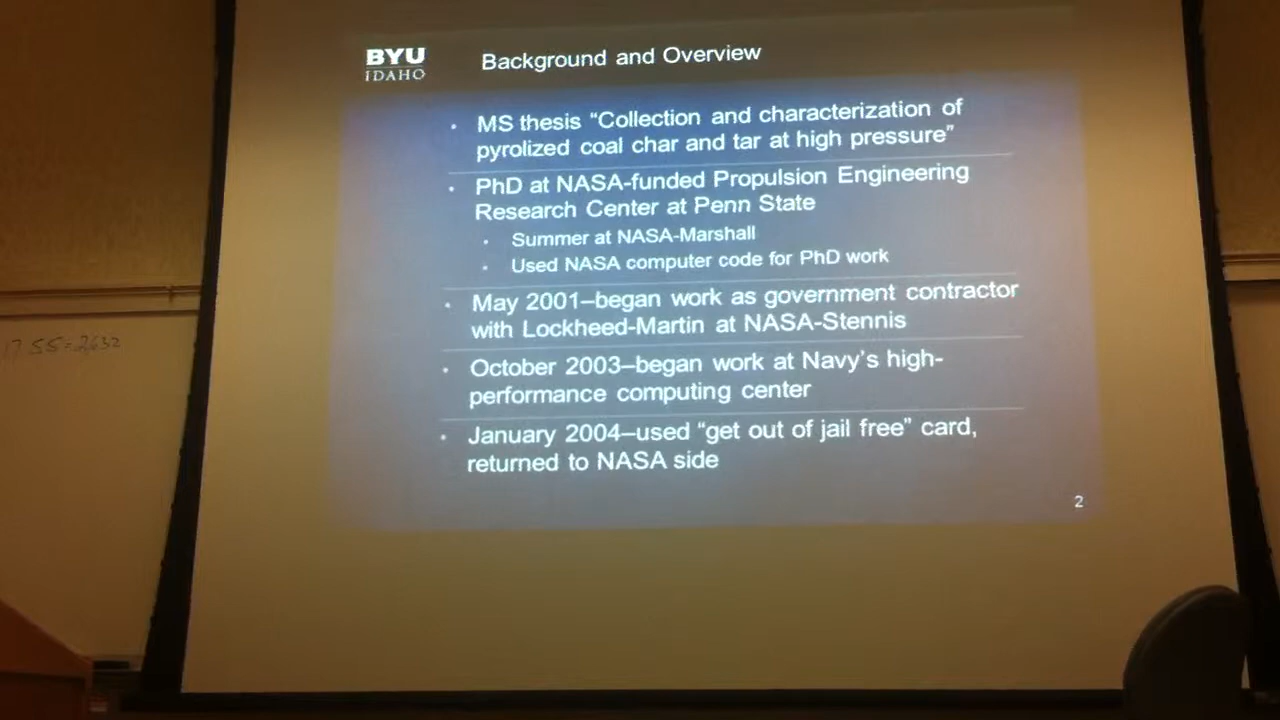 BYU
IDAHO
Background and Overview
· MS thesis “Collection and characterization of
pyrolized coal char and tar at high pressure”
· PhD at NASA-funded Propulsion Engineering
Research Center at Penn State
· Summer at NASA-Marshall
· Used NASA computer code for PhD work
· May 2001–began work as government contractor
with Lockheed-Martin at NASA-Stennis
· October 2003–began work at Navy’s high-
performance computing center
· January 2004–used “get out of jail free” card,
returned to NASA side
2